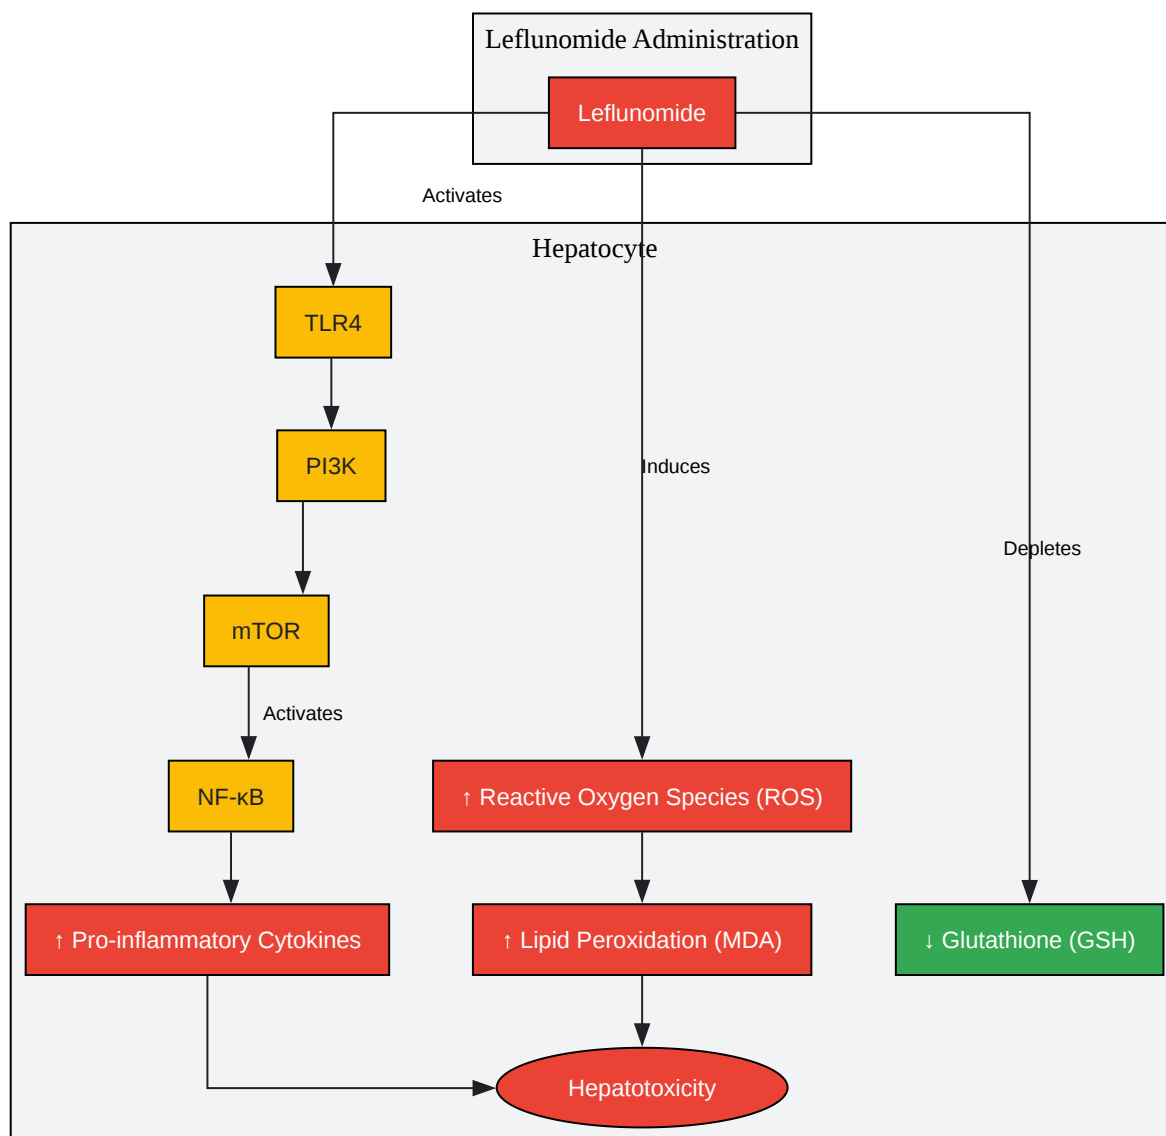 Leflunomide Administration
Leflunomide
Activates
Hepatocyte
TLR4
PI3K
Induces
Depletes
mTOR
Activates
NF-κB
↑ Reactive Oxygen Species (ROS)
↑ Pro-inflammatory Cytokines
↑ Lipid Peroxidation (MDA)
↓ Glutathione (GSH)
Hepatotoxicity